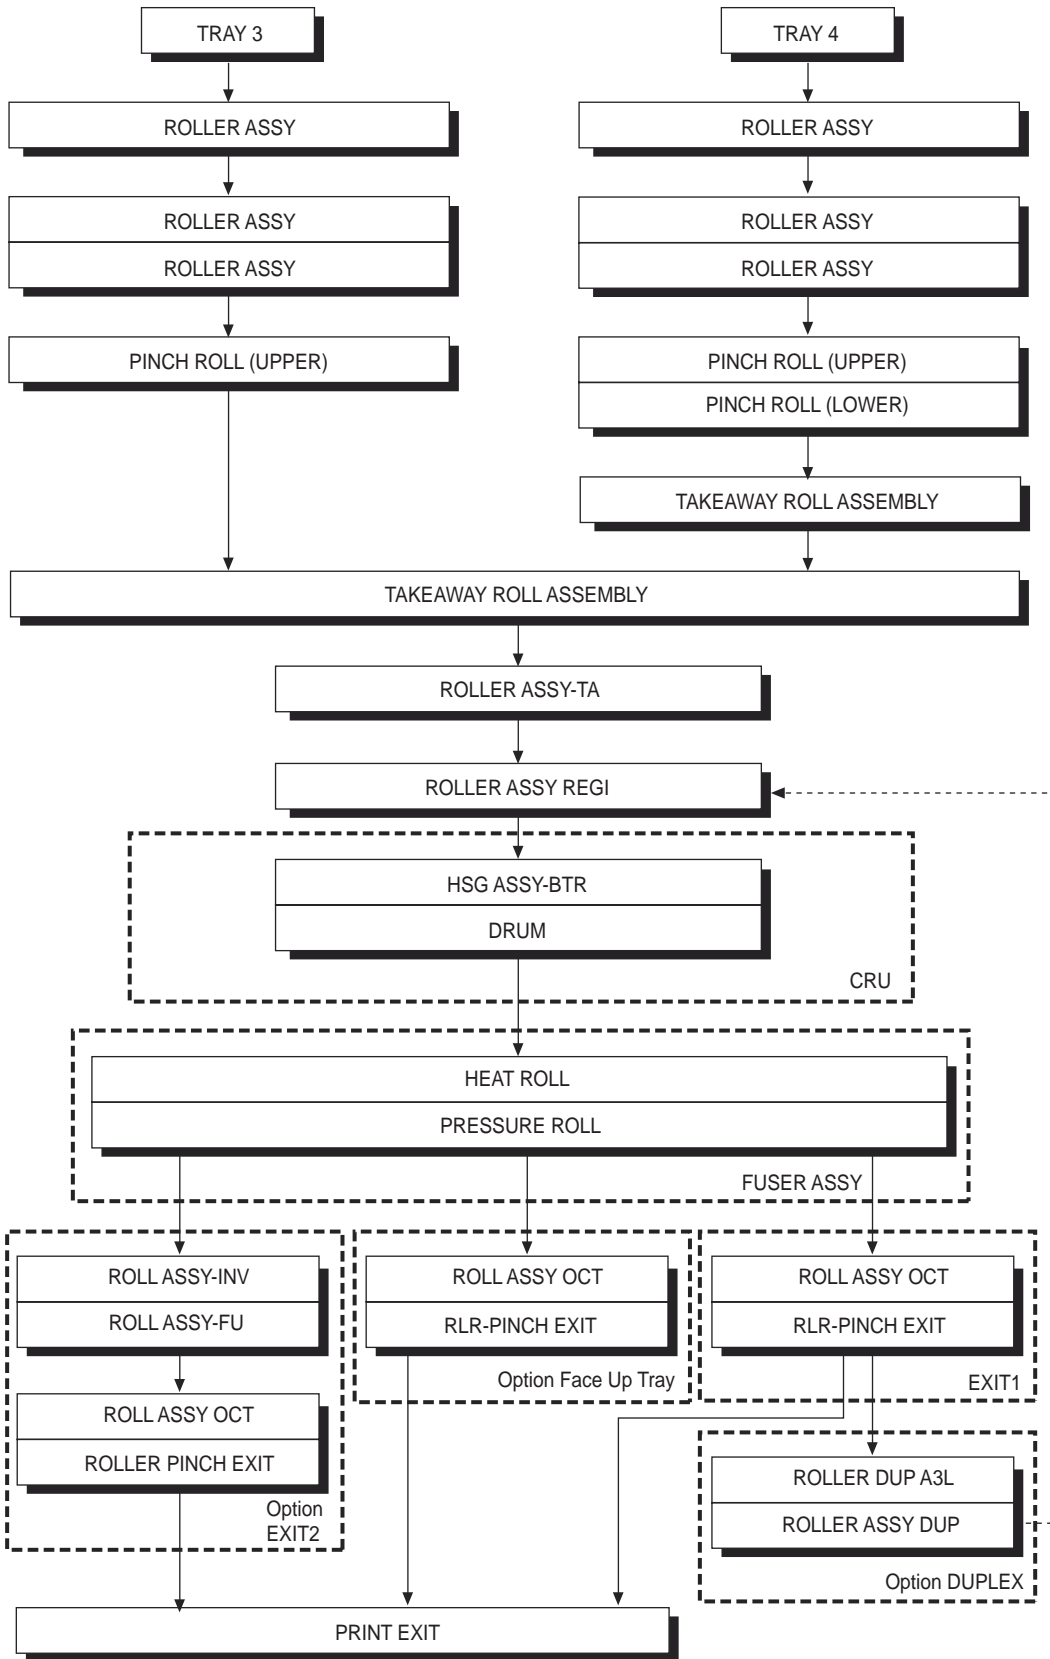 TRAY 3
TRAY 4
ROLLER ASSY
ROLLER ASSY
ROLLER ASSY
ROLLER ASSY
ROLLER ASSY
ROLLER ASSY
PINCH ROLL (UPPER)
PINCH ROLL (UPPER)
PINCH ROLL (LOWER)
TAKEAWAY ROLL ASSEMBLY
TAKEAWAY ROLL ASSEMBLY
ROLLER ASSY-TA
ROLLER ASSY REGI
HSG ASSY-BTR
DRUM
CRU
HEAT ROLL
PRESSURE ROLL
FUSER ASSY
ROLL ASSY-INV
ROLL ASSY-FU
ROLL ASSY OCT
ROLLER PINCH EXIT
Option
EXIT2
ROLL ASSY OCT
RLR-PINCH EXIT
Option Face Up Tray
ROLL ASSY OCT
RLR-PINCH EXIT
EXIT1
ROLLER DUP A3L
ROLLER ASSY DUP
Option DUPLEX
PRINT EXIT